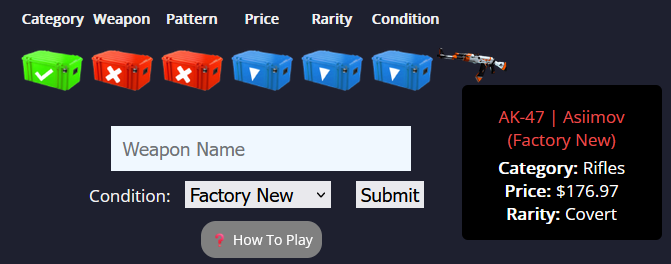 Category Weapon Pattern Price Rarity Condition
AK-47 | Asiimov
(Factory New)
Category: Rifles
Price: $176.97
Rarity: Covert
Weapon Name
Condition: Factory New Submit
How To Play